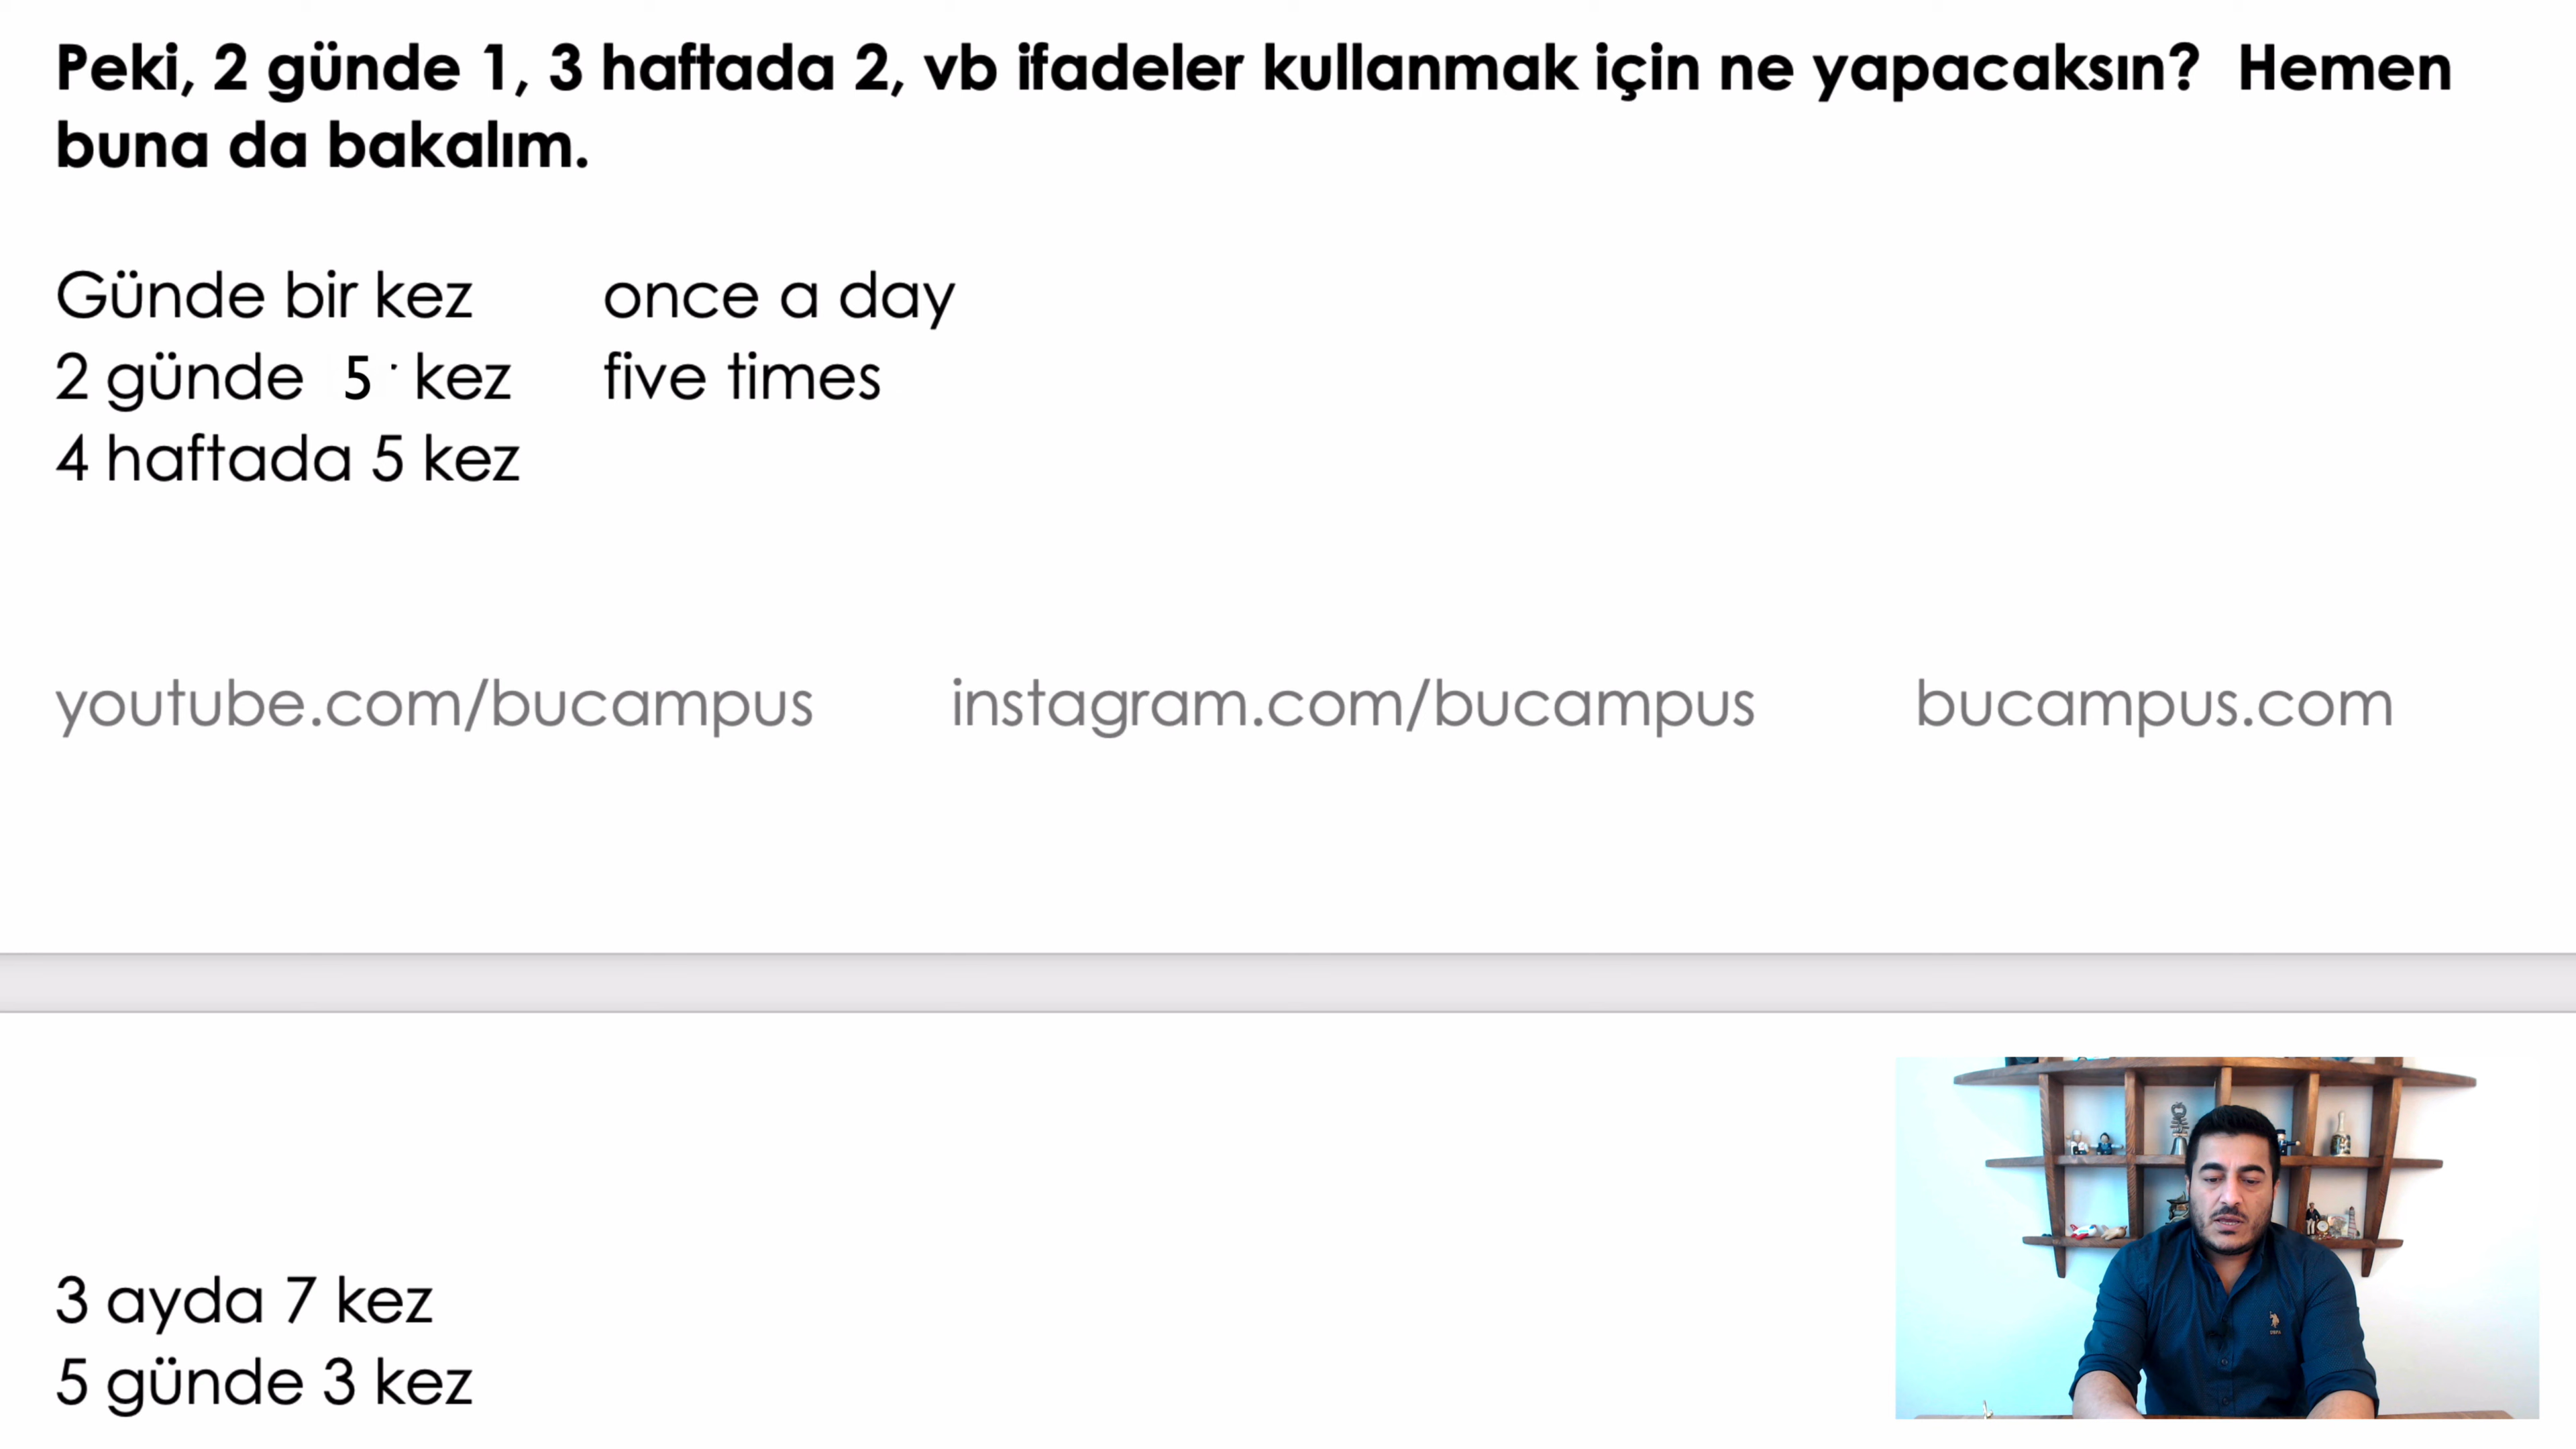 Peki, 2 günde 1, 3 haftada 2, vb ifadeler kullanmak için ne yapacaksın? Hemen
buna da bakalım.
Günde bir kez once a day
2 günde 5 kez five times
4 haftada 5 kez
youtube.com/bucampus instagram.com/bucampus bucampus.com
3 ayda 7 kez
5 günde 3 kez